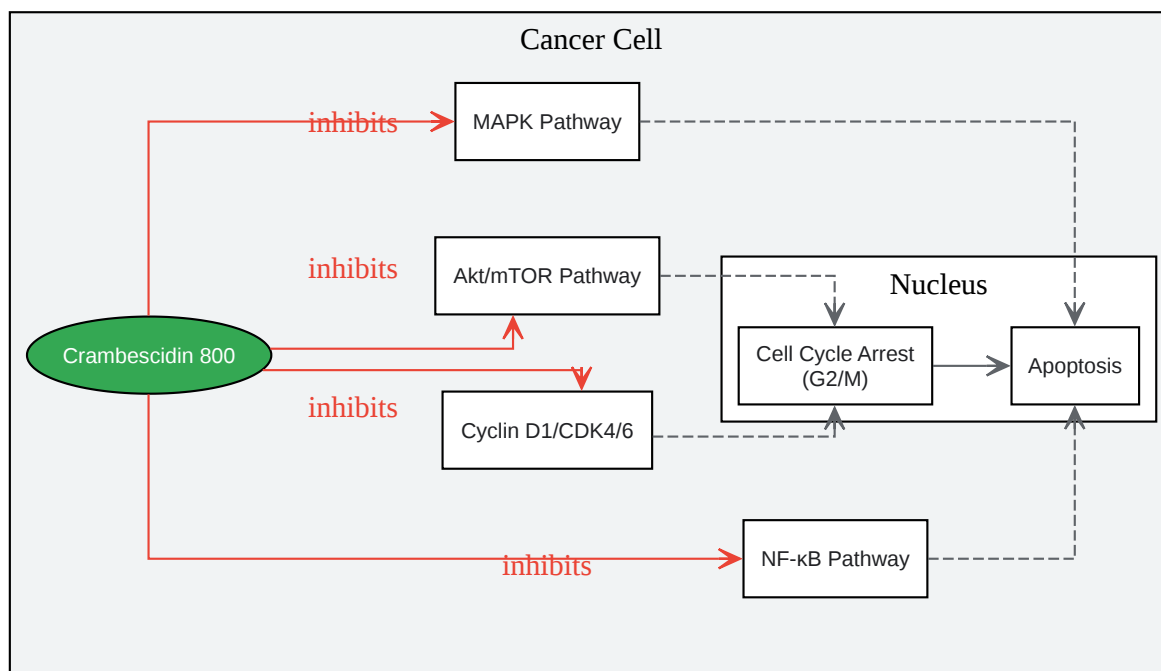 Cancer Cell
inhibits
MAPK Pathway
inhibits
Akt/mTOR Pathway
Nucleus
Crambescidin 800
Cell Cycle Arrest
(G2/M)
Apoptosis
inhibits
Cyclin D1/CDK4/6
inhibits
NF-κB Pathway